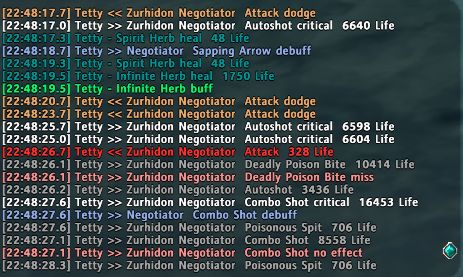 [22:48:17.7] Tetty << Zurhidon Negotiator  Attack dodge
[22:48:17.0] Tetty >> Zurhidon Negotiator  Autoshot critical  6640 Life
[22:48:17.3] Tetty - Spirit Herb heal  48 Life
[22:48:18.7] Tetty >> Negotiator  Sapping Arrow debuff
[22:48:19.3] Tetty - Spirit Herb heal  48 Life
[22:48:19.5] Tetty - Infinite Herb heal  1750 Life
[22:48:19.5] Tetty - Infinite Herb buff
[22:48:20.7] Tetty << Zurhidon Negotiator  Attack dodge
[22:48:23.7] Tetty << Zurhidon Negotiator  Attack dodge
[22:48:25.7] Tetty >> Zurhidon Negotiator  Autoshot critical  6598 Life
[22:48:25.0] Tetty >> Zurhidon Negotiator  Autoshot critical  6604 Life
[22:48:26.7] Tetty << Zurhidon Negotiator  Attack  328 Life
[22:48:26.1] Tetty >> Zurhidon Negotiator  Deadly Poison Bite  10414 Life
[22:48:26.1] Tetty >> Zurhidon Negotiator  Deadly Poison Bite miss
[22:48:26.2] Tetty >> Zurhidon Negotiator  Autoshot  3436 Life
[22:48:27.6] Tetty >> Zurhidon Negotiator  Combo Shot critical  16453 Life
[22:48:27.6] Tetty >> Negotiator  Combo Shot debuff
[22:48:27.6] Tetty >> Zurhidon Negotiator  Poisonous Spit  706 Life
[22:48:27.1] Tetty >> Zurhidon Negotiator  Combo Shot  8558 Life
[22:48:27.1] Tetty >> Zurhidon Negotiator  Combo Shot no effect
[22:48:28.3] Tetty >> Zurhidon Negotiator  Poisonous Spit  706 Life